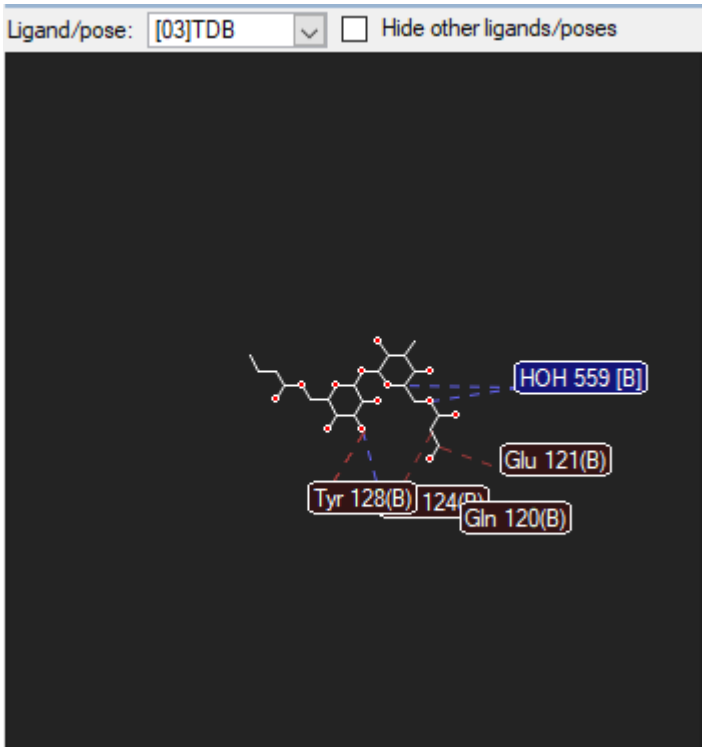 Ligand/pose: [03]TDB Hide other ligands/poses
HOH 559 [B]
Glu 121(B)
Tyr 128(B) 124(B)
Gln 120(B)